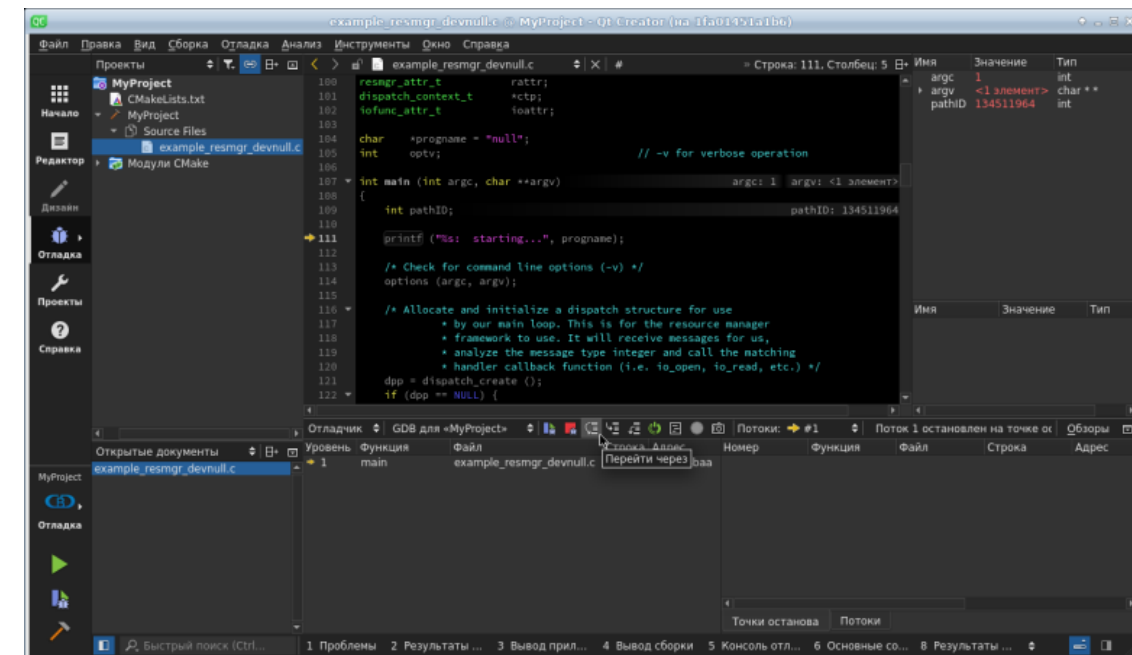 example_resmgr_devnull.c @ MyProject - Qt Creator (на 1fa01451a1b6)
Файл Правка Вид Сборка Отладка Анализ Инструменты Окно Справка
Проекты
MyProject
CMakeLists.txt
MyProject
Source Files
example_resmgr_devnull.c
Модули CMake
Начало
Редактор
Дизайн
Отладка
Проекты
Справка
example_resmgr_devnull.c # » Строка: 111, Столбец: 5
100 resmgr_attr_t rattr;
101 dispatch_context_t *ctp;
102 iofunc_attr_t ioattr;
103
104 char *progname = "null";
105 int optv; // -v for verbose operation
106
107 int main (int argc, char **argv) argc: 1 argv: <1 элемент>
108 {
109 int pathID; pathID: 134511964
110
111 printf ("%s: starting...", progname);
112
113 /* Check for command line options (-v) */
114 options (argc, argv);
115
116 /* Allocate and initialize a dispatch structure for use
117 * by our main loop. This is for the resource manager
118 * framework to use. It will receive messages for us,
119 * analyze the message type integer and call the matching
120 * handler callback function (i.e. io_open, io_read, etc.) */
121 dpp = dispatch_create ();
122 if (dpp == NULL) {
Имя Значение Тип
argc 1 int
argv <1 элемент> char **
pathID 134511964 int
Имя Значение Тип
Отладчик GDB для «MyProject» Потоки: #1 Поток 1 остановлен на точке ос Обзоры
Открытые документы
example_resmgr_devnull.c
Уровень Функция Файл Строка Адрес
1 main example_resmgr_devnull.c baa
Перейти через
Номер Функция Файл Строка Адрес
Точки останова Потоки
MyProject
Отладка
Быстрый поиск (Ctrl... 1 Проблемы 2 Результаты ... 3 Вывод прил... 4 Вывод сборки 5 Консоль отл... 6 Основные со... 8 Результаты ...